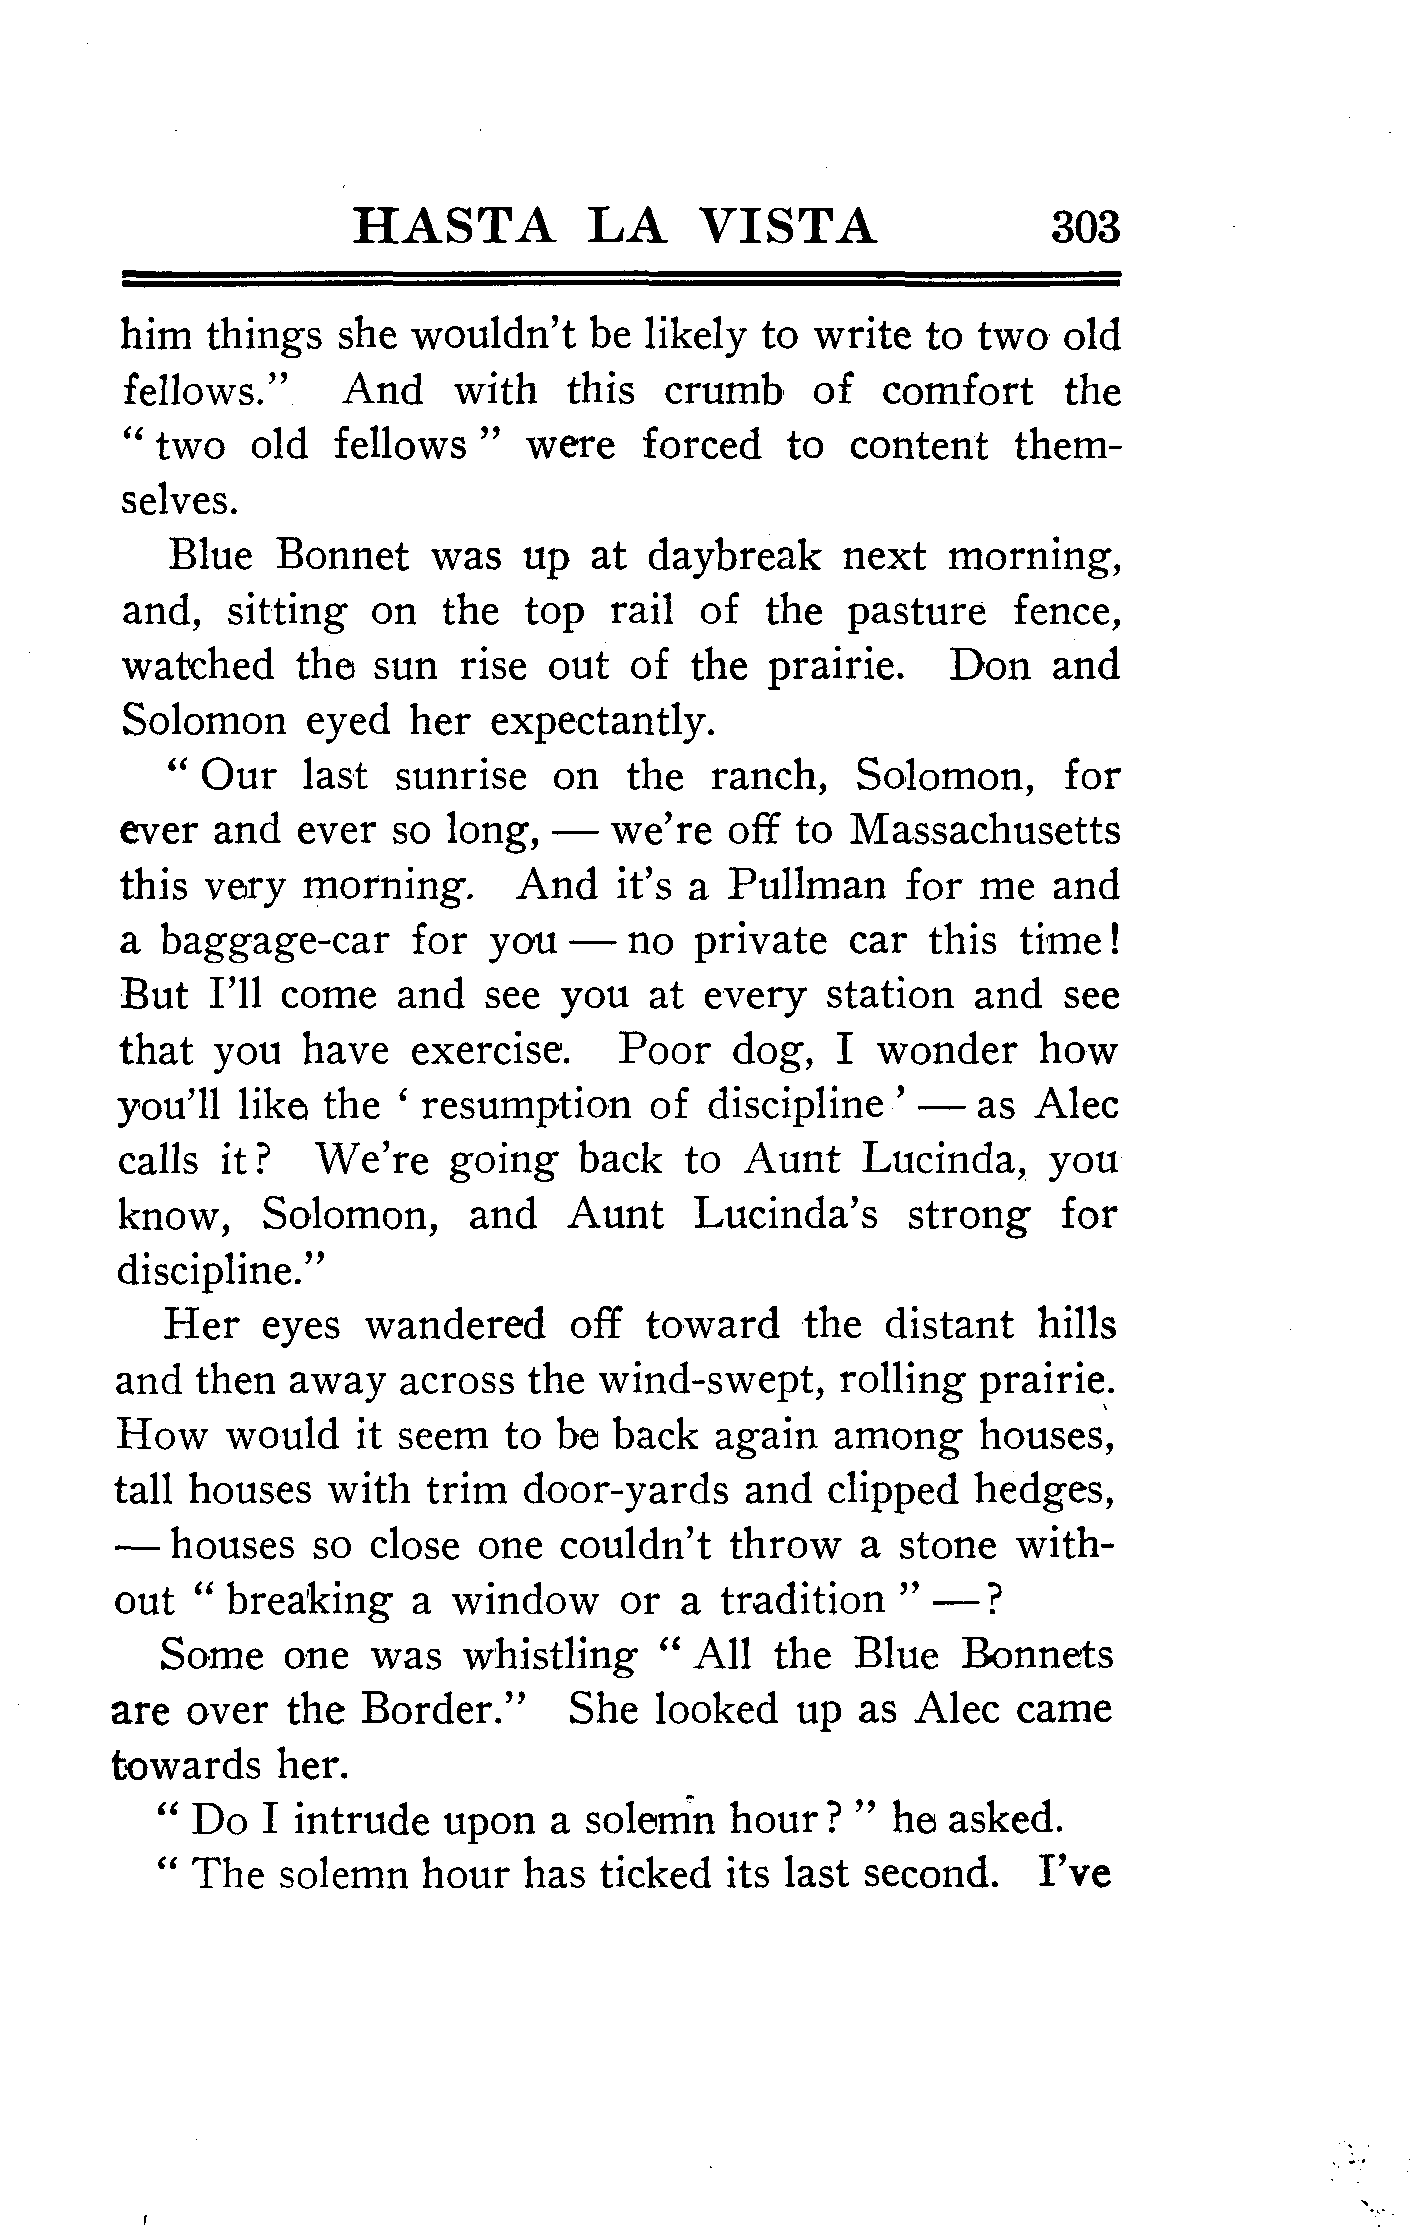 HASTA LA VISTA 303
him things she wouldn't be likely to write to two old
fellows." And with this crumb of comfort the
" two old fellows " were forced to content them-
selves.
Blue Bonnet was up at daybreak next morning,
and, sitting on the top rail of the pasture fence,
watched the sun rise out of the prairie. Don and
Solomon eyed her expectantly.
" Our last sunrise on the ranch, Solomon, for
ever and ever so long, — we're off to Massachusetts
this very morning. And it's a Pullman for me and
a baggage-car for you — no private car this time!
But I'll come and see you at every station and see
that you have exercise. Poor dog, I wonder how
you'll like the ' resumption of discipline ' — as Alec
calls it? We're going back to Aunt Lucinda, you
know, Solomon, and Aunt Lucinda's strong for
discipline."
Her eyes wandered off toward the distant hills
and then away across the wind-swept, rolling prairie.
How would it seem to be back again among houses,
tall houses with trim door-yards and clipped hedges,
— houses so close one couldn't throw a stone with-
out " breaking a window or a tradition " —?
Some one was whistling " All the Blue Bonnets
are over the Border." She looked up as Alec came
towards her.
" Do I intrude upon a solemn hour? " he asked.
" The solemn hour has ticked its last second. I've